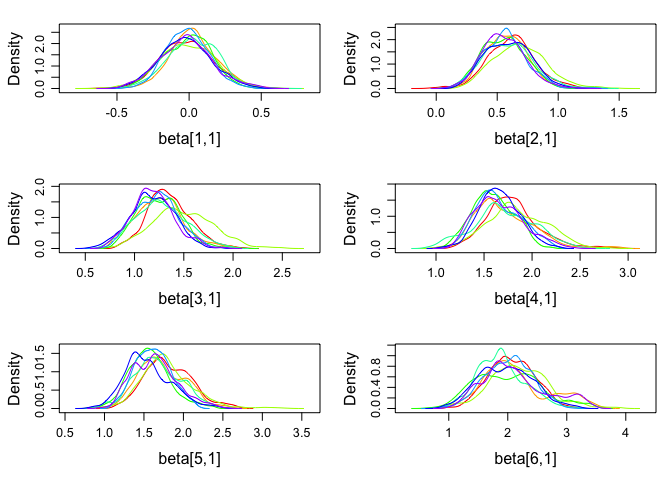 Density
0.0 1.0 2.0
-0.5 0.0 0.5
beta[1,1]
Density
0.0 1.0 2.0
0.0 0.5 1.0 1.5
beta[2,1]
Density
0.0 1.0 2.0
0.5 1.0 1.5 2.0 2.5
beta[3,1]
Density
0.0 1.0
1.0 1.5 2.0 2.5 3.0
beta[4,1]
Density
0.0 0.5 1.0 1.5
0.5 1.0 1.5 2.0 2.5 3.0 3.5
beta[5,1]
Density
0.0 0.4 0.8
1 2 3 4
beta[6,1]